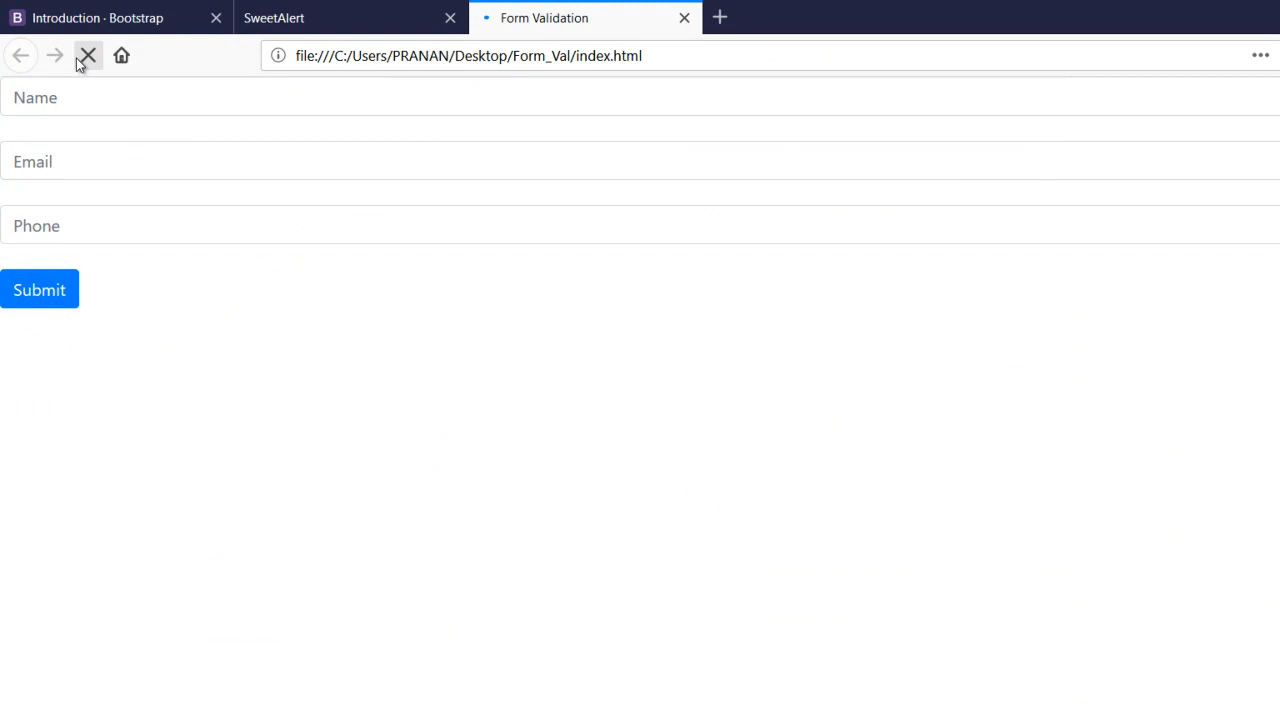 B Introduction · Bootstrap
SweetAlert
Form Validation
file:///C:/Users/PRANAN/Desktop/Form_Val/index.html
Name
Email
Phone
Submit